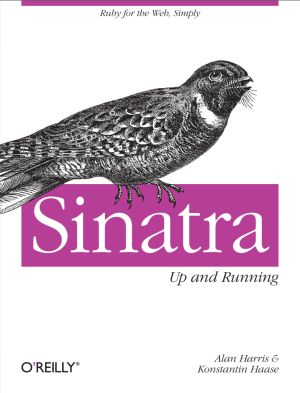 Ruby for the Web, Simply
Sinatra
Up and Running
O'REILLY®
Alan Harris &
Konstantin Haase